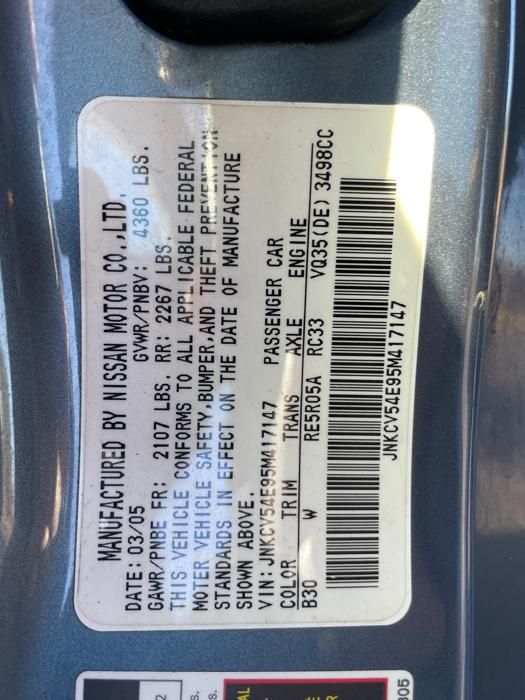 MANUFACTURED BY NISSAN MOTOR CO.,LTD.
DATE: 03/05 GVWR/PNBV: 4360 LBS.
GAWR/PNBE FR: 2107 LBS. RR: 2267 LBS.
THIS VEHICLE CONFORMS TO ALL APPLICABLE FEDERAL
MOTER VEHICLE SAFETY,BUMPER,AND THEFT PREVENTION
STANDARDS IN EFFECT ON THE DATE OF MANUFACTURE
SHOWN ABOVE.
VIN: JNKCV54E95M417147 PASSENGER CAR
COLOR TRIM TRANS AXLE ENGINE
B30 W RE5R05A RC33 VQ35(DE) 3498CC
JNKCV54E95M417147